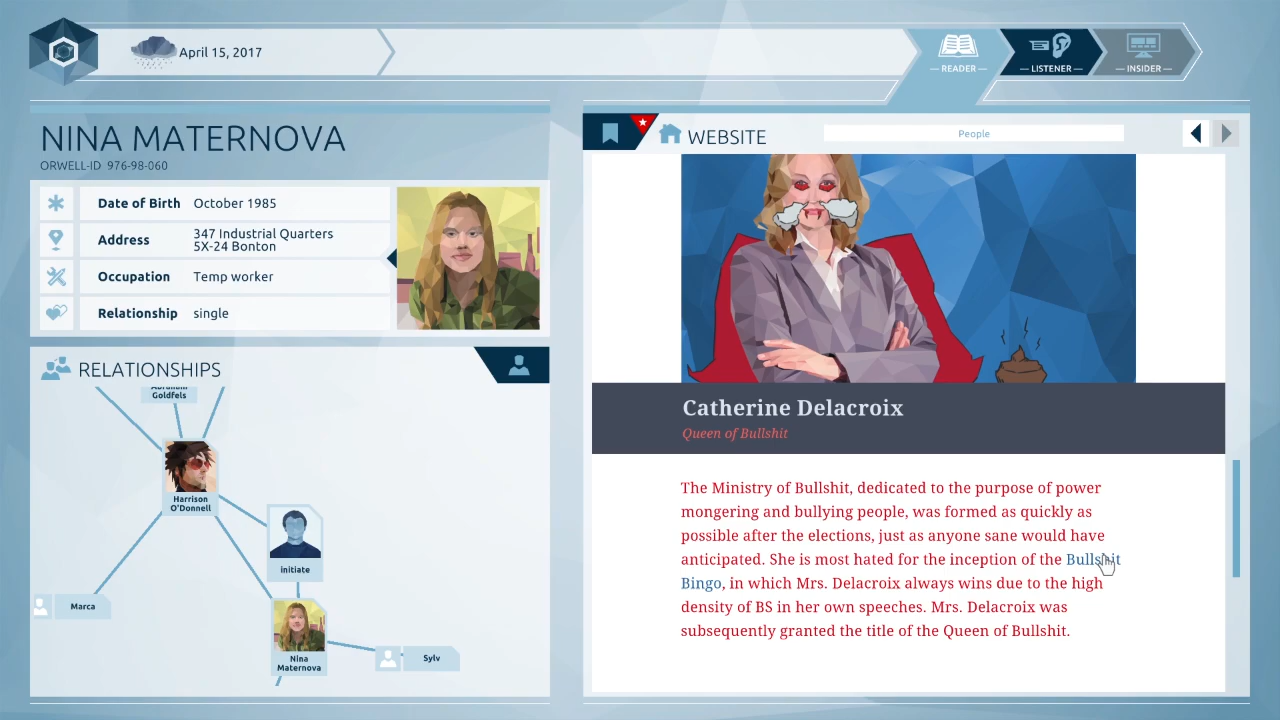 April 15, 2017
— READER —
— LISTENER —
— INSIDER —
NINA MATERNOVA
ORWELL-ID 976-98-060
Date of Birth October 1985
Address 347 Industrial Quarters
5X-24 Bonton
Occupation Temp worker
Relationship single
RELATIONSHIPS
Abraham
Goldfels
Harrison
O'Donnell
initiate
Marca
Nina
Maternova
Sylv
WEBSITE
People
Catherine Delacroix
Queen of Bullshit
The Ministry of Bullshit, dedicated to the purpose of power
mongering and bullying people, was formed as quickly as
possible after the elections, just as anyone sane would have
anticipated. She is most hated for the inception of the Bullshit
Bingo, in which Mrs. Delacroix always wins due to the high
density of BS in her own speeches. Mrs. Delacroix was
subsequently granted the title of the Queen of Bullshit.